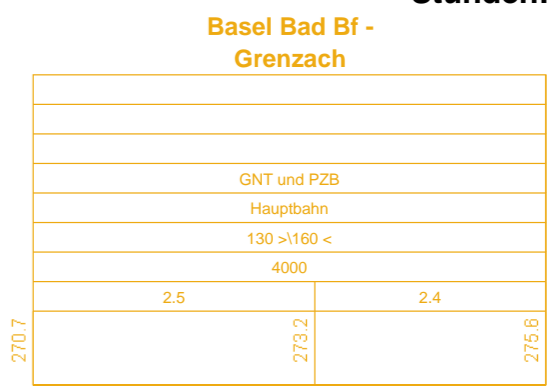 Basel Bad Bf -
Grenzach
GNT und PZB
Hauptbahn
130 >\160 <
4000
2.5 2.4
270.7 273.2 275.6